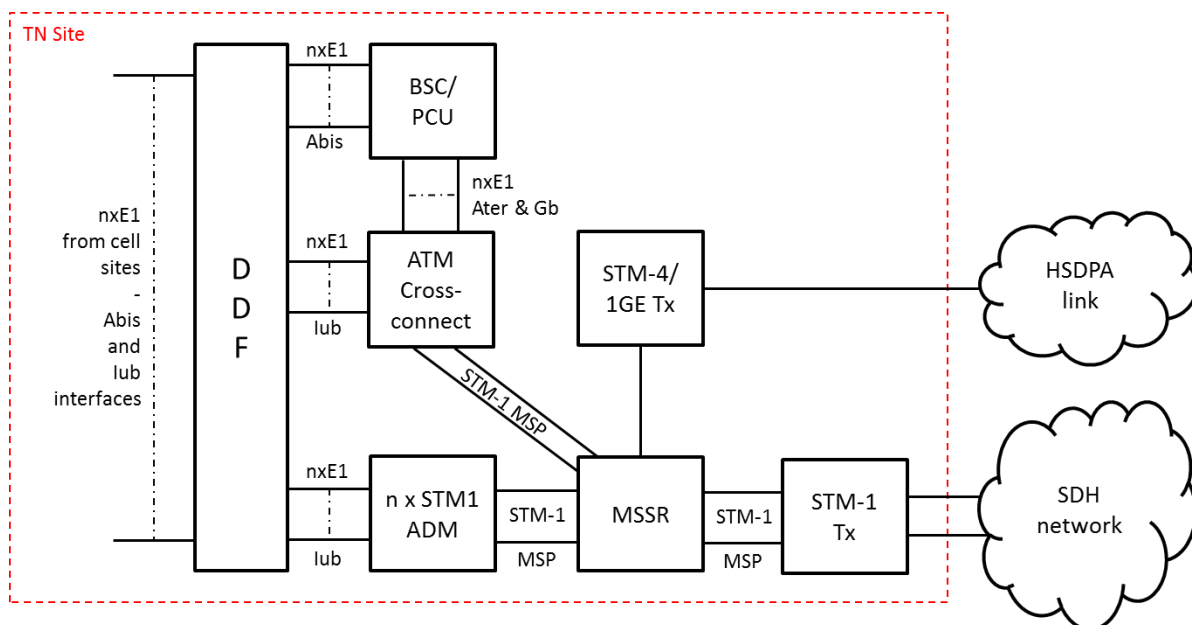 TN Site
nxE1
from cell
sites
-
Abis
and
Iub
interfaces
D
D
F
nxE1
Abis
BSC/
PCU
nxE1
Ater & Gb
nxE1
Iub
ATM
Cross-
connect
STM-1 MSP
STM-4/
1GE Tx
HSDPA
link
nxE1
Iub
n x STM1
ADM
STM-1
MSP
MSSR
STM-1
MSP
STM-1
Tx
SDH
network